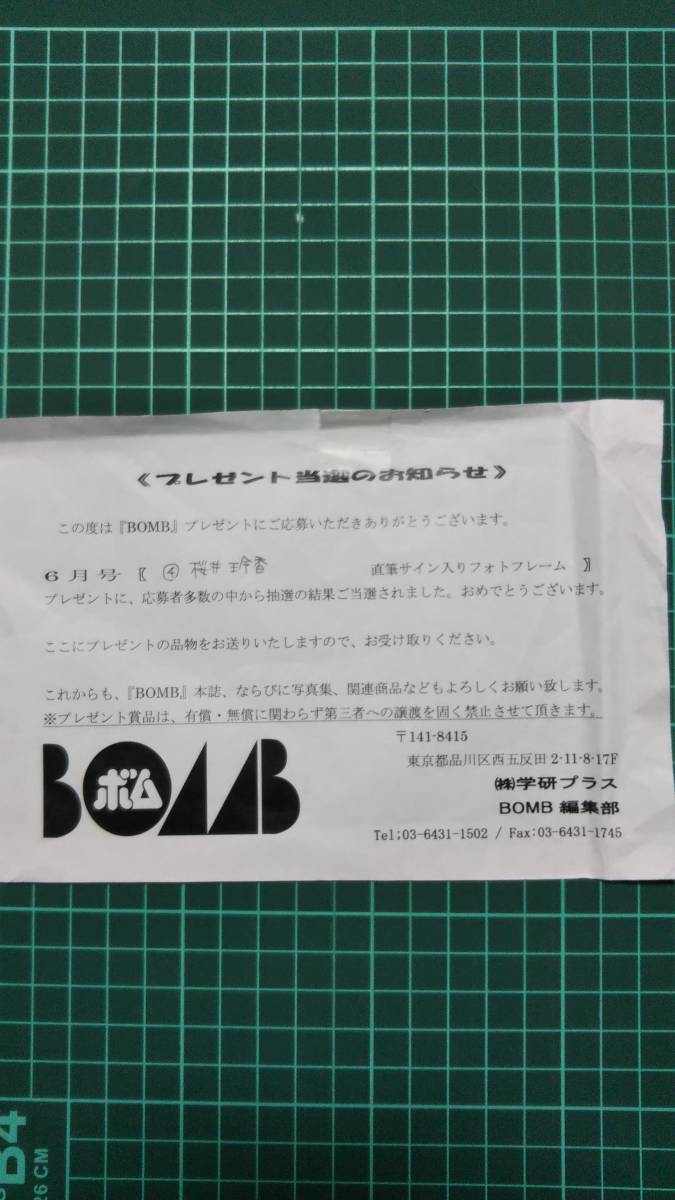 《プレゼント当選のお知らせ》
この度は『BOMB』プレゼントにご応募いただきありがとうございます。
6月号〖 ④ 桜井玲香 直筆サイン入りフォトフレーム 〗
プレゼントに、応募者多数の中から抽選の結果ご当選されました。おめでとうございます。
ここにプレゼントの品物をお送りいたしますので、お受け取りください。
これからも、『BOMB』本誌、ならびに写真集、関連商品などもよろしくお願い致します。
※プレゼント賞品は、有償・無償に関わらず第三者への譲渡を固く禁止させて頂きます。
BOMB
ボム
〒141-8415
東京都品川区西五反田 2-11-8-17F
㈱学研プラス
BOMB 編集部
Tel;03-6431-1502 / Fax:03-6431-1745
B4
26 CM